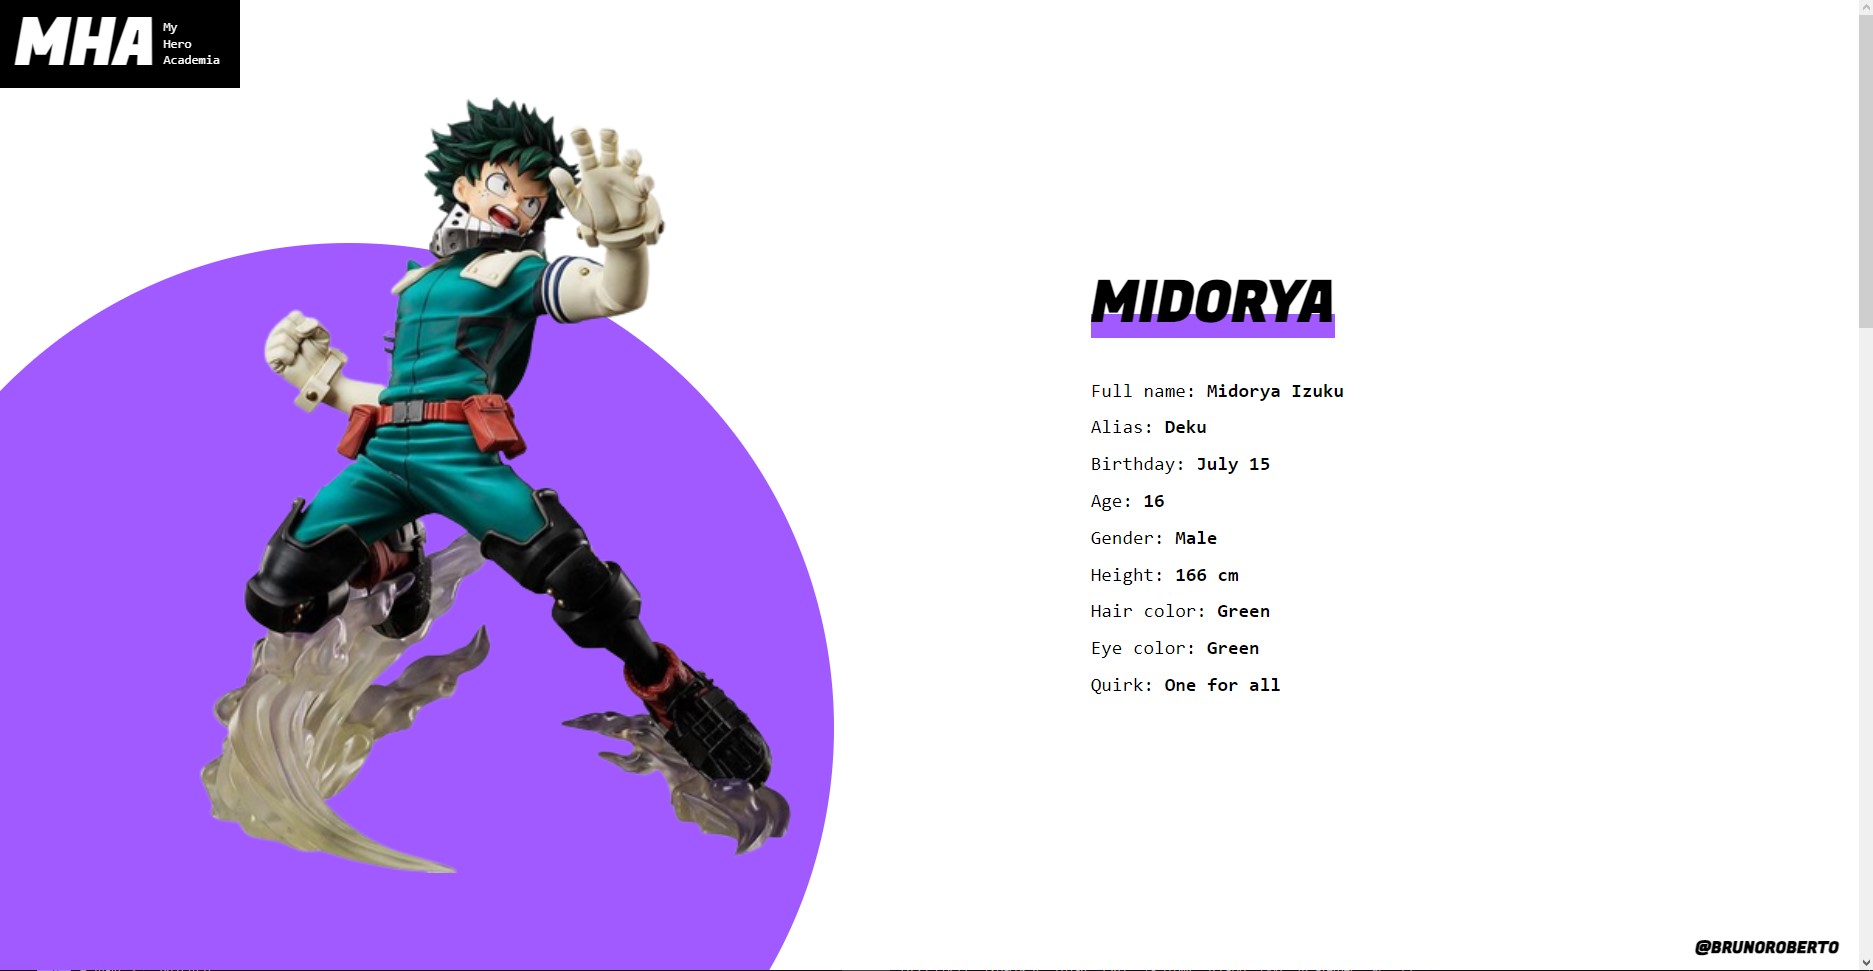 MHA
My
Hero
Academia
MIDORYA
Full name: Midorya Izuku
Alias: Deku
Birthday: July 15
Age: 16
Gender: Male
Height: 166 cm
Hair color: Green
Eye color: Green
Quirk: One for all
@BRUNOROBERTO